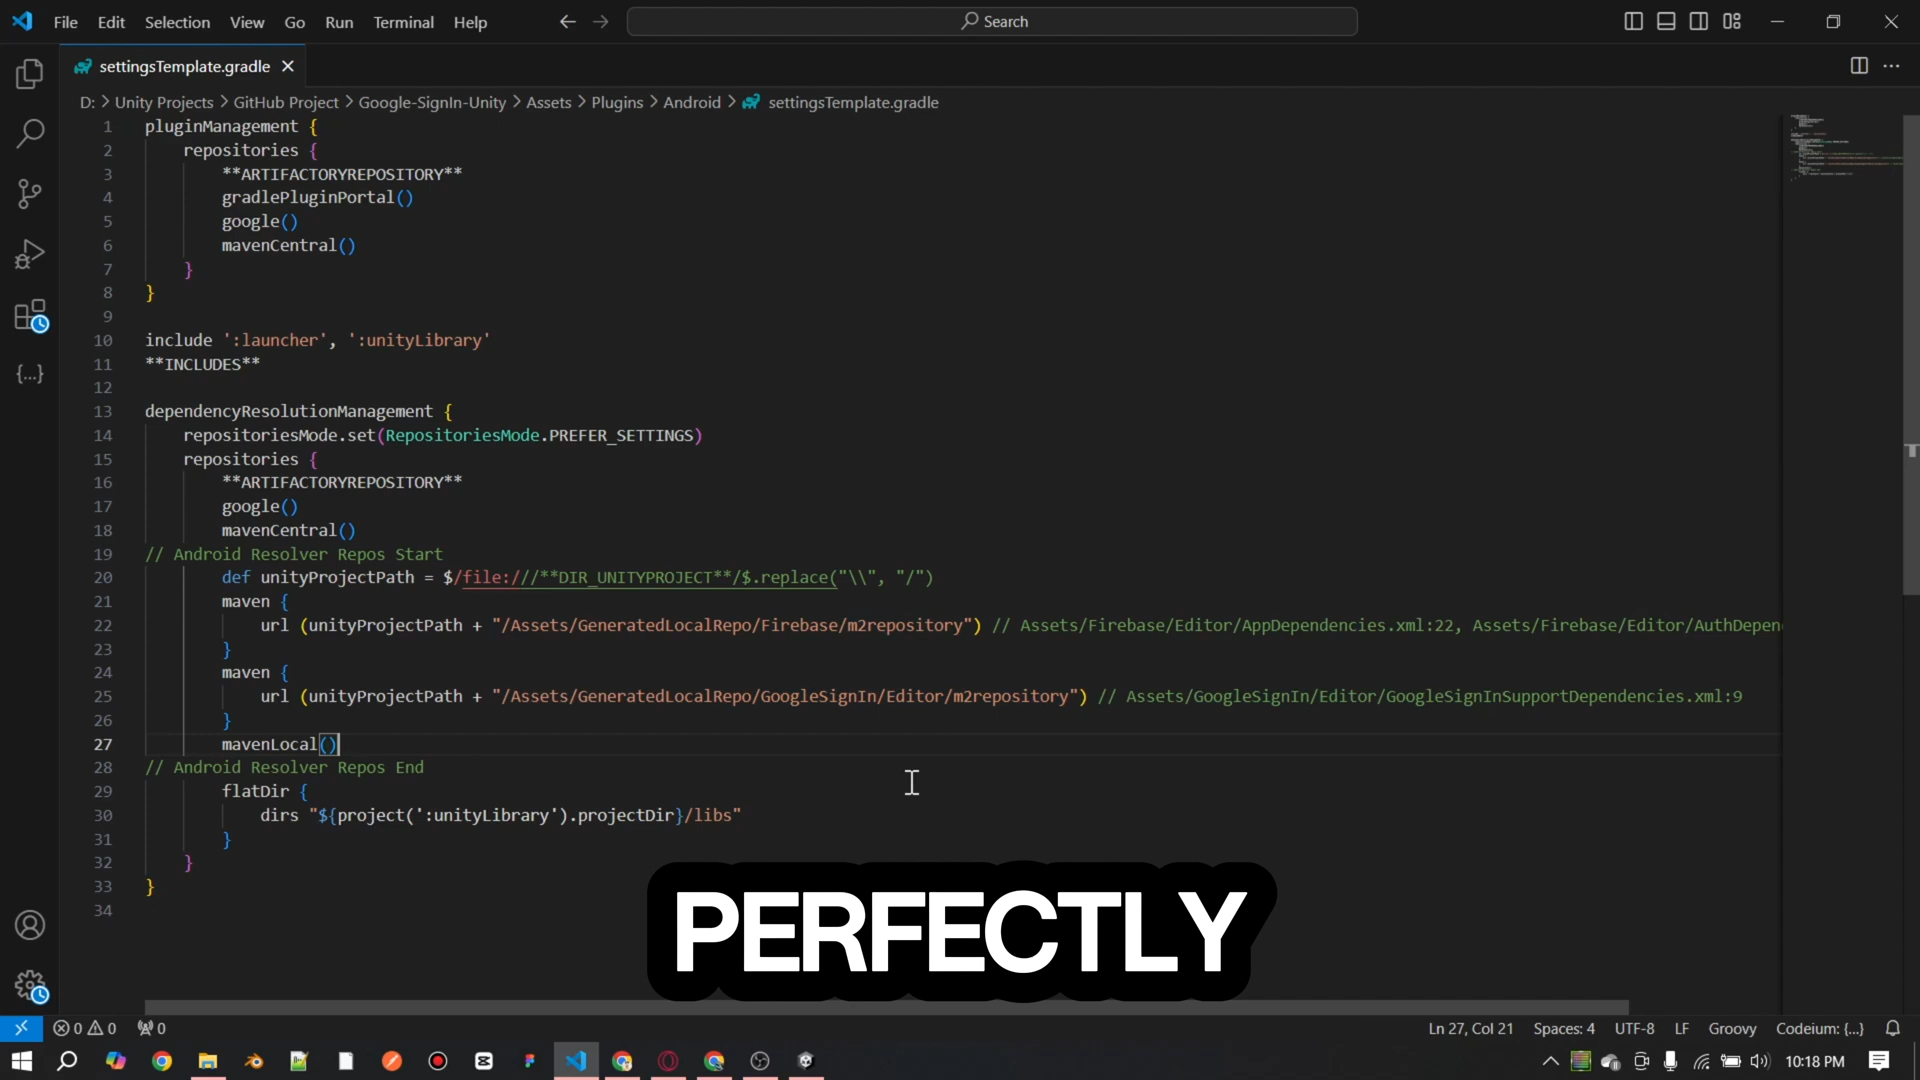 File Edit Selection View Go Run Terminal Help Search
settingsTemplate.gradle
D: > Unity Projects > GitHub Project > Google-SignIn-Unity > Assets > Plugins > Android > settingsTemplate.gradle
1 pluginManagement {
2 repositories {
3 **ARTIFACTORYREPOSITORY**
4 gradlePluginPortal()
5 google()
6 mavenCentral()
7 }
8 }
9
10 include ':launcher', ':unityLibrary'
11 **INCLUDES**
12
13 dependencyResolutionManagement {
14 repositoriesMode.set(RepositoriesMode.PREFER_SETTINGS)
15 repositories {
16 **ARTIFACTORYREPOSITORY**
17 google()
18 mavenCentral()
19 // Android Resolver Repos Start
20 def unityProjectPath = $/file:///**DIR_UNITYPROJECT**/$.replace("\\", "/")
21 maven {
22 url (unityProjectPath + "/Assets/GeneratedLocalRepo/Firebase/m2repository") // Assets/Firebase/Editor/AppDependencies.xml:22, Assets/Firebase/Editor/AuthDepen
23 }
24 maven {
25 url (unityProjectPath + "/Assets/GeneratedLocalRepo/GoogleSignIn/Editor/m2repository") // Assets/GoogleSignIn/Editor/GoogleSignInSupportDependencies.xml:9
26 }
27 mavenLocal()
28 // Android Resolver Repos End
29 flatDir {
30 dirs "${project(':unityLibrary').projectDir}/libs"
31 }
32 }
33 }
34
PERFECTLY
0 0 0 Ln 27, Col 21 Spaces: 4 UTF-8 LF Groovy Codeium: {...}
10:18 PM